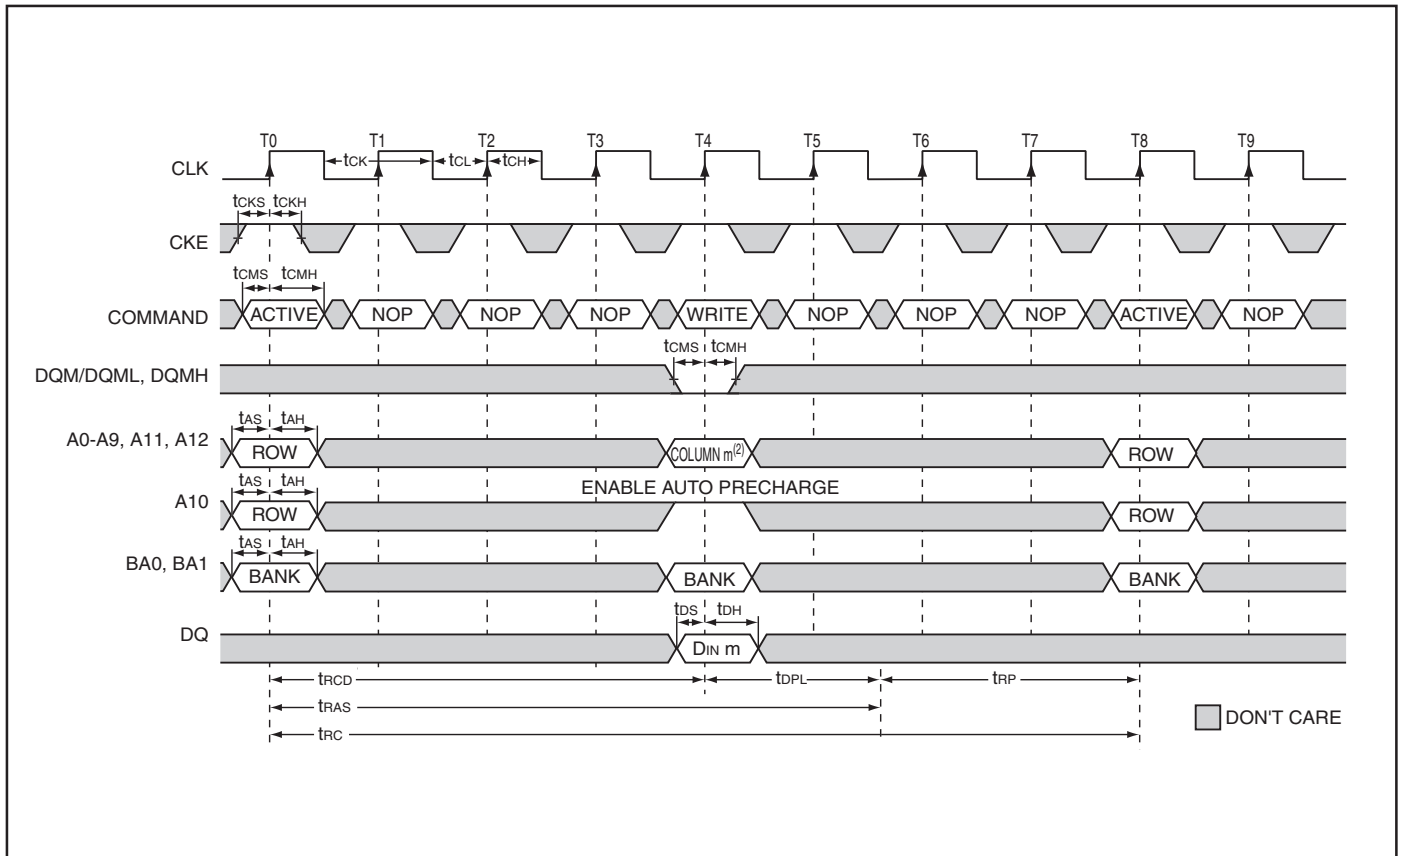 T0 T1 T2 T3 T4 T5 T6 T7 T8 T9
CLK
tCK tCL tCH
tCKS tCKH
CKE
tCMS tCMH
COMMAND ACTIVE NOP NOP NOP WRITE NOP NOP NOP ACTIVE NOP
tCMS tCMH
DQM/DQML, DQMH
tAS tAH
A0-A9, A11, A12 ROW COLUMN m(2) ROW
tAS tAH ENABLE AUTO PRECHARGE
A10 ROW ROW
tAS tAH
BA0, BA1 BANK BANK BANK
tDS tDH
DQ DIN m
tRCD tDPL tRP
tRAS
tRC
DON'T CARE